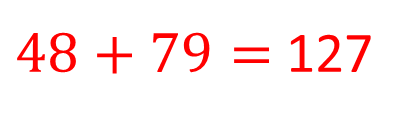 48 + 79 = 127